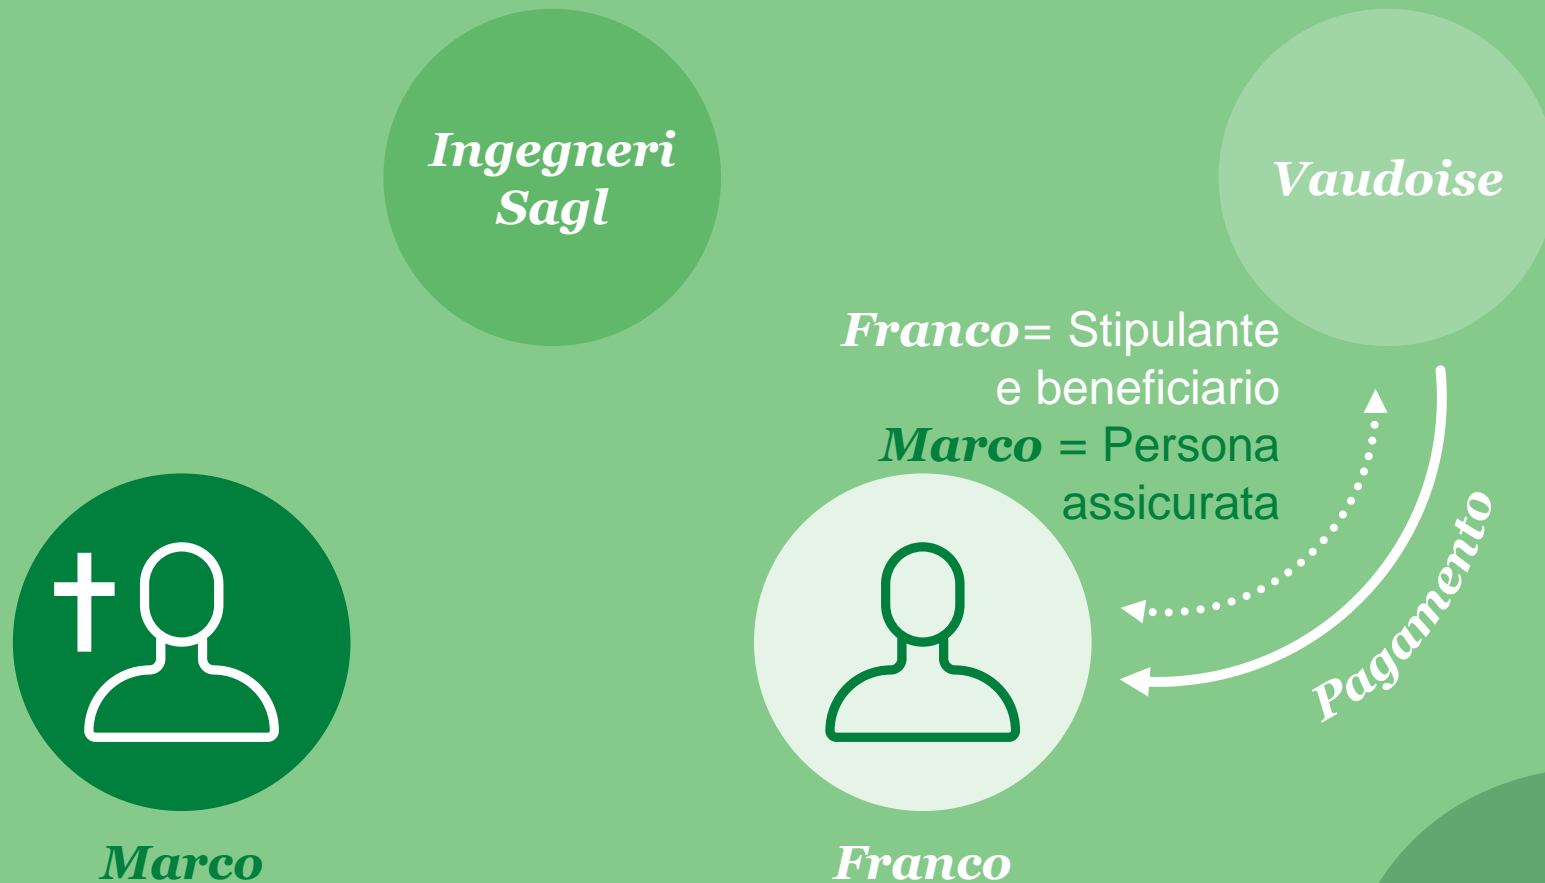 Ingegneri
Sagl
Vaudoise
Franco= Stipulante
e beneficiario
Marco = Persona
assicurata
Pagamento
Marco
Franco